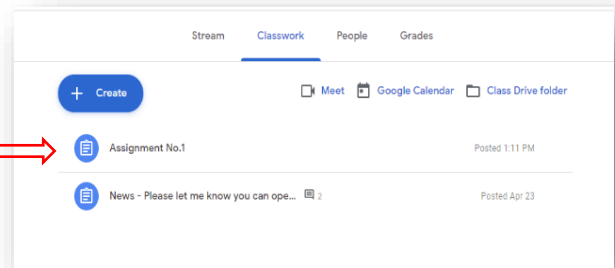 Stream Classwork People Grades
+ Create Meet Google Calendar Class Drive folder
Assignment No.1 Posted 1:11 PM
News - Please let me know you can ope... 2 Posted Apr 23